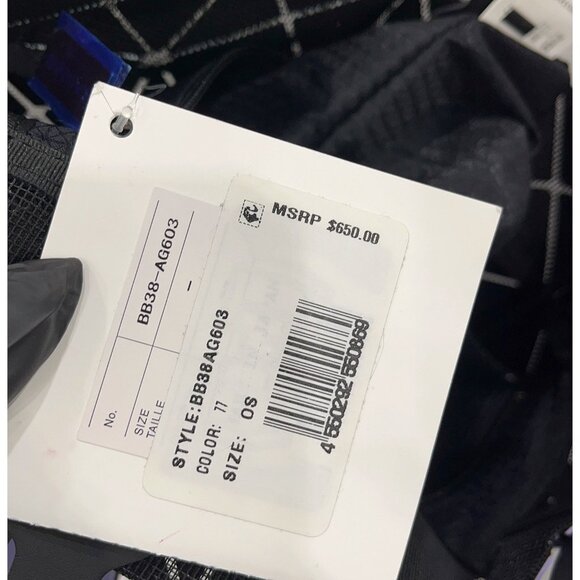 No.
BB38-AG603
SIZE
TAILLE
-
MSRP $650.00
STYLE:BB38AG603
COLOR: 77
SIZE: OS
4 550292 550869